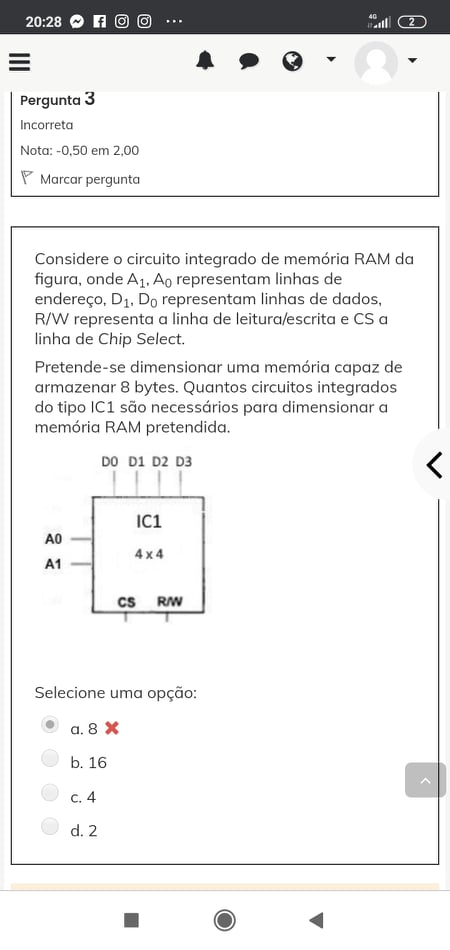 20:28
4G
2
Pergunta 3
Incorreta
Nota: -0,50 em 2,00
Marcar pergunta
Considere o circuito integrado de memória RAM da
figura, onde A1, A0 representam linhas de
endereço, D1, D0 representam linhas de dados,
R/W representa a linha de leitura/escrita e CS a
linha de Chip Select.
Pretende-se dimensionar uma memória capaz de
armazenar 8 bytes. Quantos circuitos integrados
do tipo IC1 são necessários para dimensionar a
memória RAM pretendida.
D0 D1 D2 D3
IC1
A0
4 x 4
A1
CS R/W
Selecione uma opção:
a. 8
b. 16
c. 4
d. 2